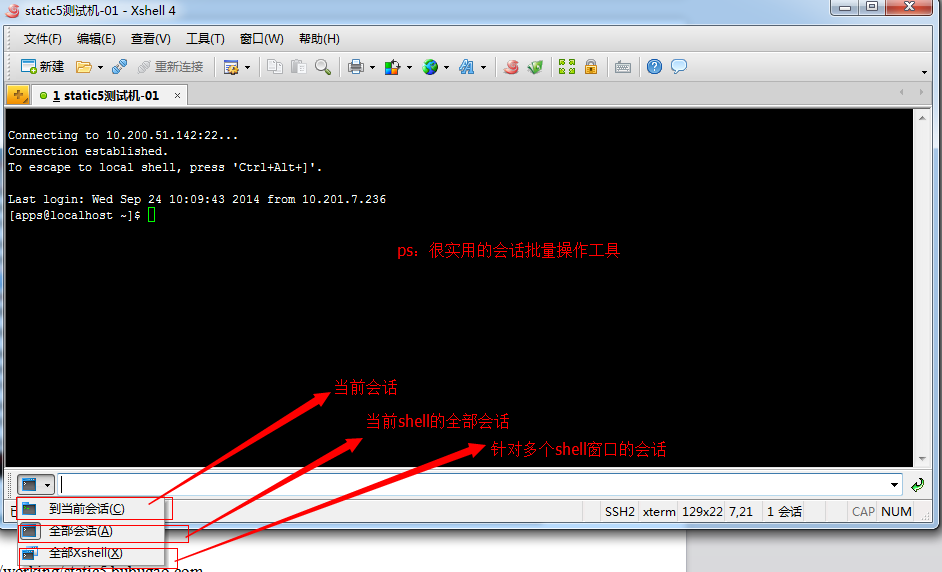 static5测试机-01 - Xshell 4
文件(F) 编辑(E) 查看(V) 工具(T) 窗口(W) 帮助(H)
新建 重新连接
1 static5测试机-01
Connecting to 10.200.51.142:22...
Connection established.
To escape to local shell, press 'Ctrl+Alt+]'.
Last login: Wed Sep 24 10:09:43 2014 from 10.201.7.236
[apps@localhost ~]$
ps：很实用的会话批量操作工具
当前会话
当前shell的全部会话
针对多个shell窗口的会话
SSH2 xterm 129x22 7,21 1 会话 CAP NUM
到当前会话(C)
全部会话(A)
全部Xshell(X)
/working/static5.bubugao.com